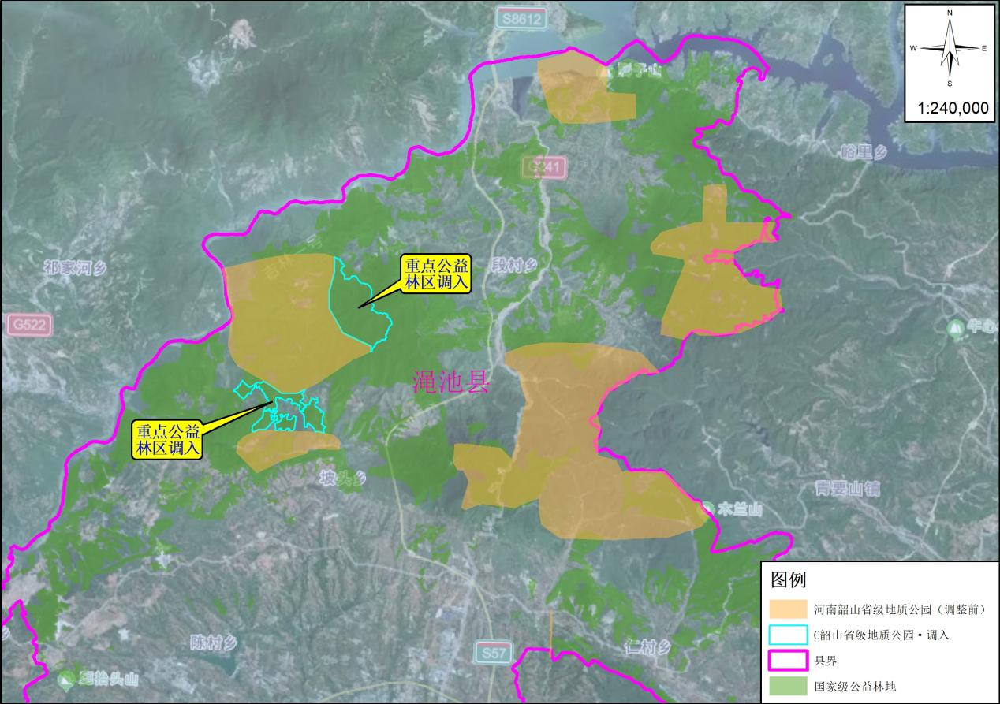 S8612
N
W
E
S
1:240,000
峪里乡
G241
祁家河乡
段村乡
重点公益
林区调入
G522
渑池县
重点公益
林区调入
坡头乡
青要山镇
木兰山
图例
河南韶山省级地质公园（调整前）
C韶山省级地质公园·调入
县界
国家级公益林地
陈村乡
S57
仁村乡